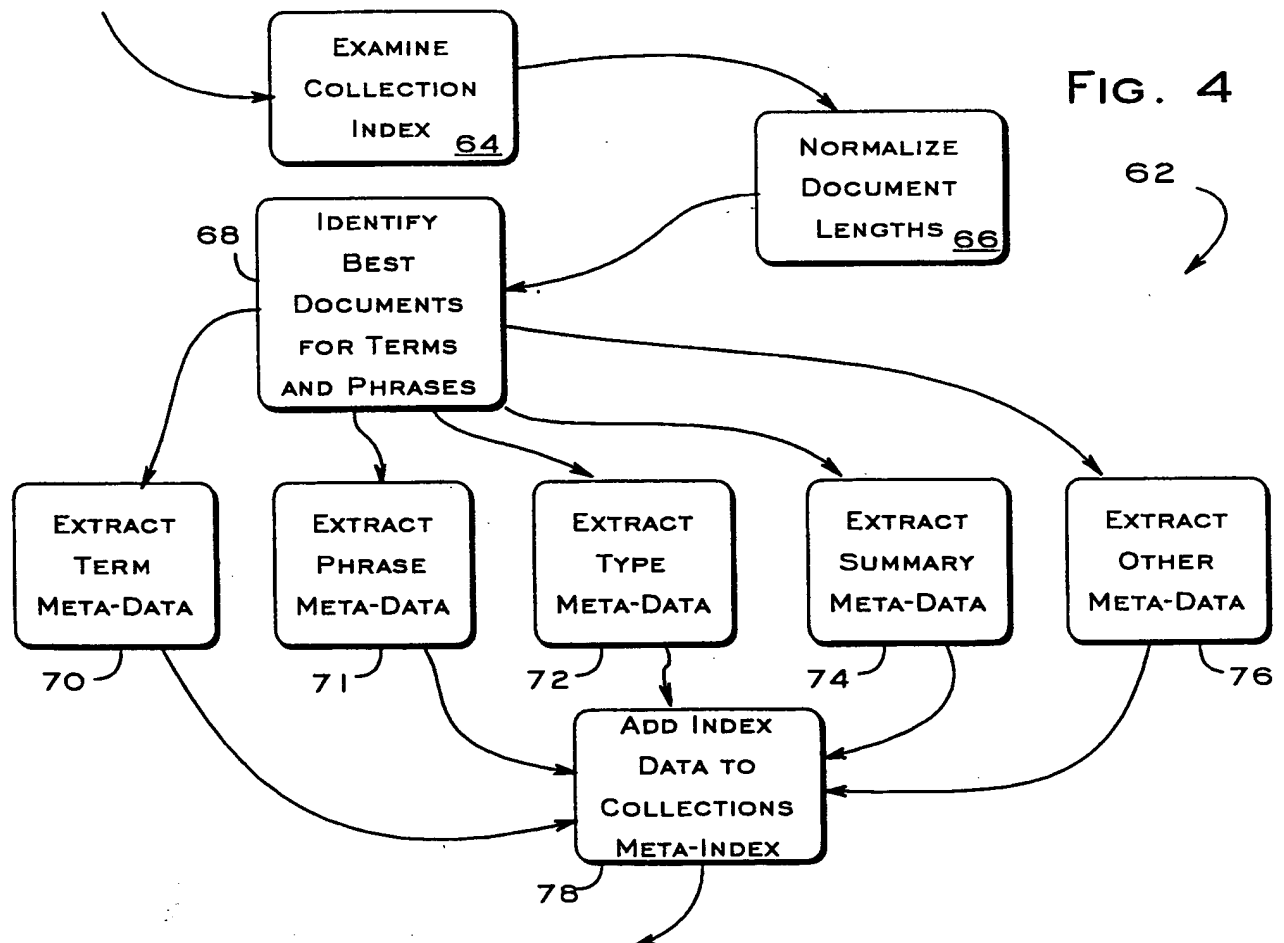 EXAMINE
COLLECTION
INDEX
64
FIG. 4
NORMALIZE
DOCUMENT
LENGTHS
66
62
68
IDENTIFY
BEST
DOCUMENTS
FOR TERMS
AND PHRASES
EXTRACT
TERM
META-DATA
70
EXTRACT
PHRASE
META-DATA
71
EXTRACT
TYPE
META-DATA
72
EXTRACT
SUMMARY
META-DATA
74
EXTRACT
OTHER
META-DATA
76
ADD INDEX
DATA TO
COLLECTIONS
META-INDEX
78